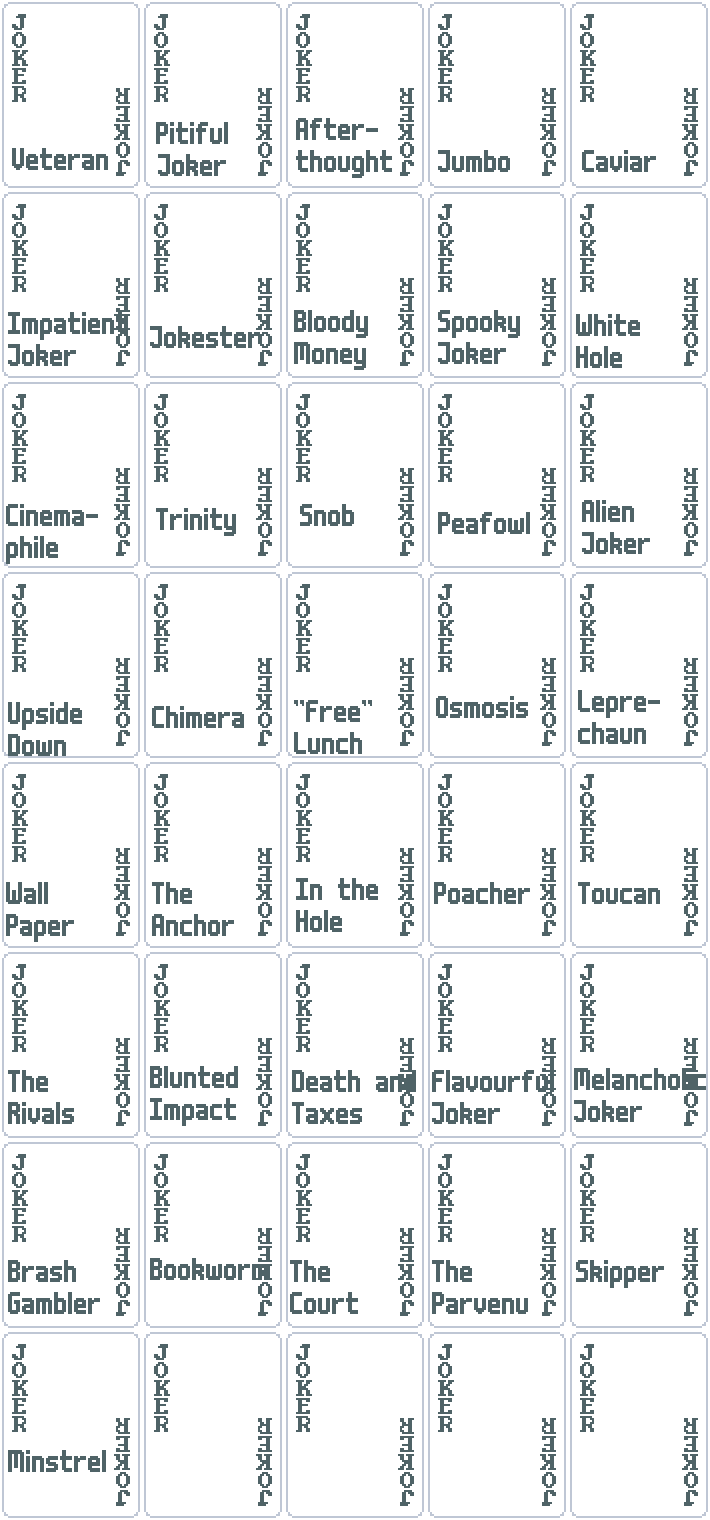 JOKER
Veteran
JOKER
JOKER
Pitiful
Joker
JOKER
JOKER
After-
thought
JOKER
JOKER
Jumbo
JOKER
JOKER
Caviar
JOKER
JOKER
Impatient
Joker
JOKER
JOKER
Jokester
JOKER
JOKER
Bloody
Money
JOKER
JOKER
Spooky
Joker
JOKER
JOKER
White
Hole
JOKER
JOKER
Cinema-
phile
JOKER
JOKER
Trinity
JOKER
JOKER
Snob
JOKER
JOKER
Peafowl
JOKER
JOKER
Alien
Joker
JOKER
JOKER
Upside
Down
JOKER
JOKER
Chimera
JOKER
JOKER
"Free"
Lunch
JOKER
JOKER
Osmosis
JOKER
JOKER
Lepre-
chaun
JOKER
JOKER
Wall
Paper
JOKER
JOKER
The
Anchor
JOKER
JOKER
In the
Hole
JOKER
JOKER
Poacher
JOKER
JOKER
Toucan
JOKER
JOKER
The
Rivals
JOKER
JOKER
Blunted
Impact
JOKER
JOKER
Death and
Taxes
JOKER
JOKER
Flavourful
Joker
JOKER
JOKER
Melancholic
Joker
JOKER
JOKER
Brash
Gambler
JOKER
JOKER
Bookworm
JOKER
JOKER
The
Court
JOKER
JOKER
The
Parvenu
JOKER
JOKER
Skipper
JOKER
JOKER
Minstrel
JOKER
JOKER
JOKER
JOKER
JOKER
JOKER
JOKER
JOKER
JOKER